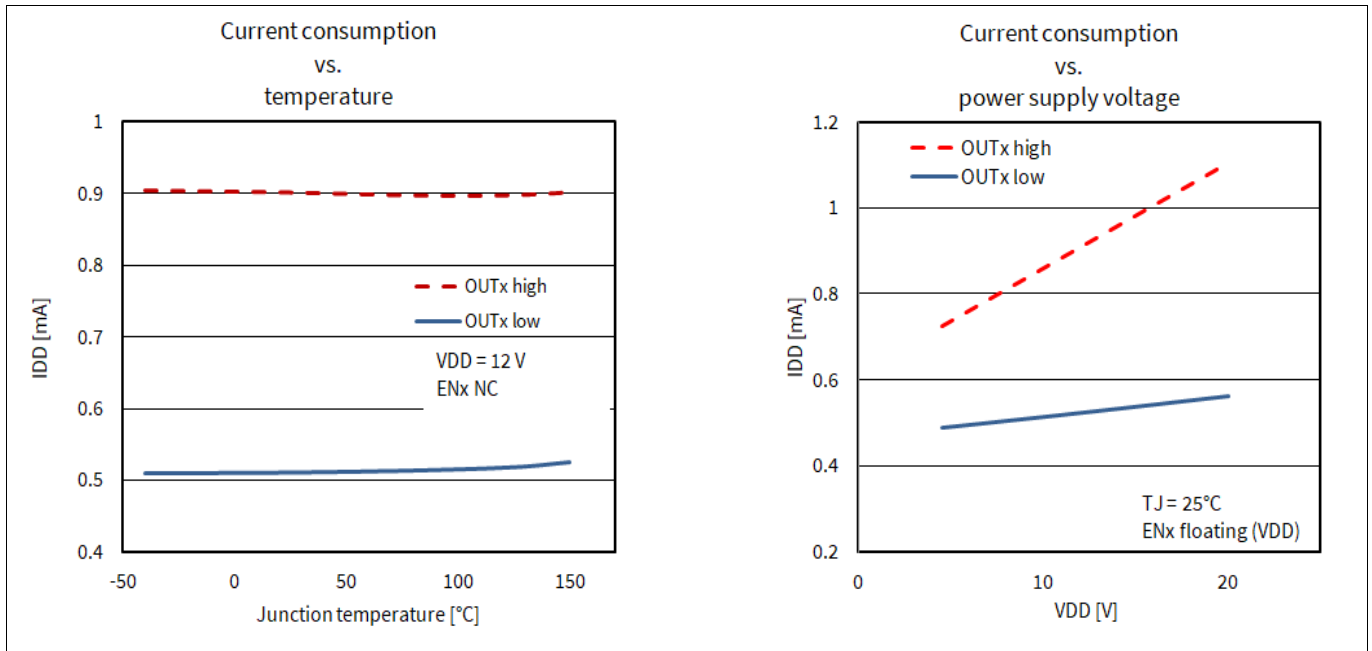 Current consumption
vs.
temperature
1
0.9
0.8
0.7
0.6
0.5
0.4
IDD [mA]
OUTx high
OUTx low
VDD = 12 V
ENx NC
-50
0
50
100
150
Junction temperature [°C]
Current consumption
vs.
power supply voltage
1.2
1
0.8
0.6
0.4
0.2
IDD [mA]
OUTx high
OUTx low
TJ = 25°C
ENx floating (VDD)
0
10
20
VDD [V]